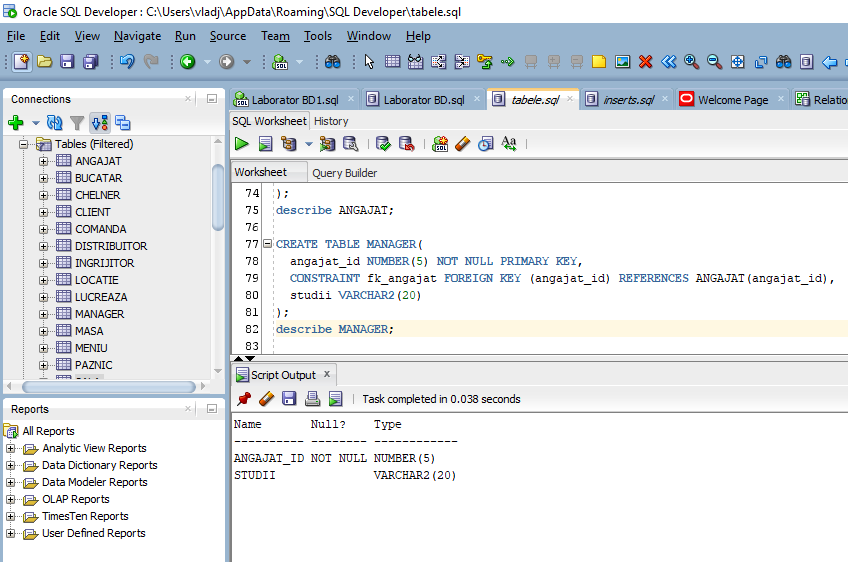 Oracle SQL Developer : C:\Users\vladj\AppData\Roaming\SQL Developer\tabele.sql
File Edit View Navigate Run Source Team Tools Window Help
Connections
Tables (Filtered)
ANGAJAT
BUCATAR
CHELNER
CLIENT
COMANDA
DISTRIBUITOR
INGRIJITOR
LOCATIE
LUCREAZA
MANAGER
MASA
MENIU
PAZNIC
Reports
All Reports
Analytic View Reports
Data Dictionary Reports
Data Modeler Reports
OLAP Reports
TimesTen Reports
User Defined Reports
Laborator BD1.sql Laborator BD.sql tabele.sql inserts.sql Welcome Page Relatio
SQL Worksheet History
Aa
Worksheet Query Builder
74 );
75 describe ANGAJAT;
76
77 CREATE TABLE MANAGER(
78 angajat_id NUMBER(5) NOT NULL PRIMARY KEY,
79 CONSTRAINT fk_angajat FOREIGN KEY (angajat_id) REFERENCES ANGAJAT(angajat_id),
80 studii VARCHAR2(20)
81 );
82 describe MANAGER;
83
Script Output
Task completed in 0.038 seconds
Name Null? Type
---------- -------- ------------
ANGAJAT_ID NOT NULL NUMBER(5)
STUDII VARCHAR2(20)